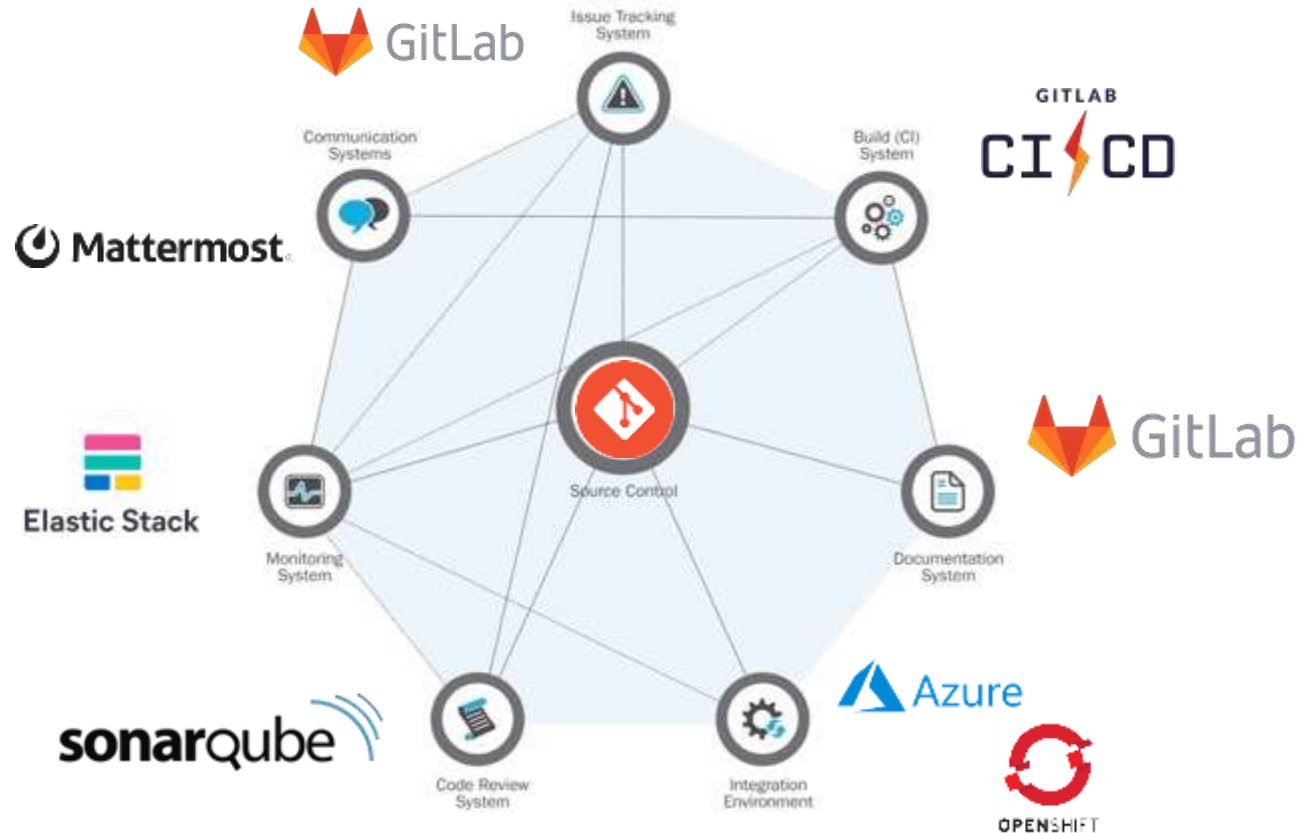 Issue Tracking
System
GitLab
Communication
Systems
Build (CI)
System
GITLAB
CI CD
Mattermost
GitLab
Source Control
Elastic Stack
Monitoring
System
Documentation
System
Azure
sonarqube
Code Review
System
Integration
Environment
OPENSHIFT